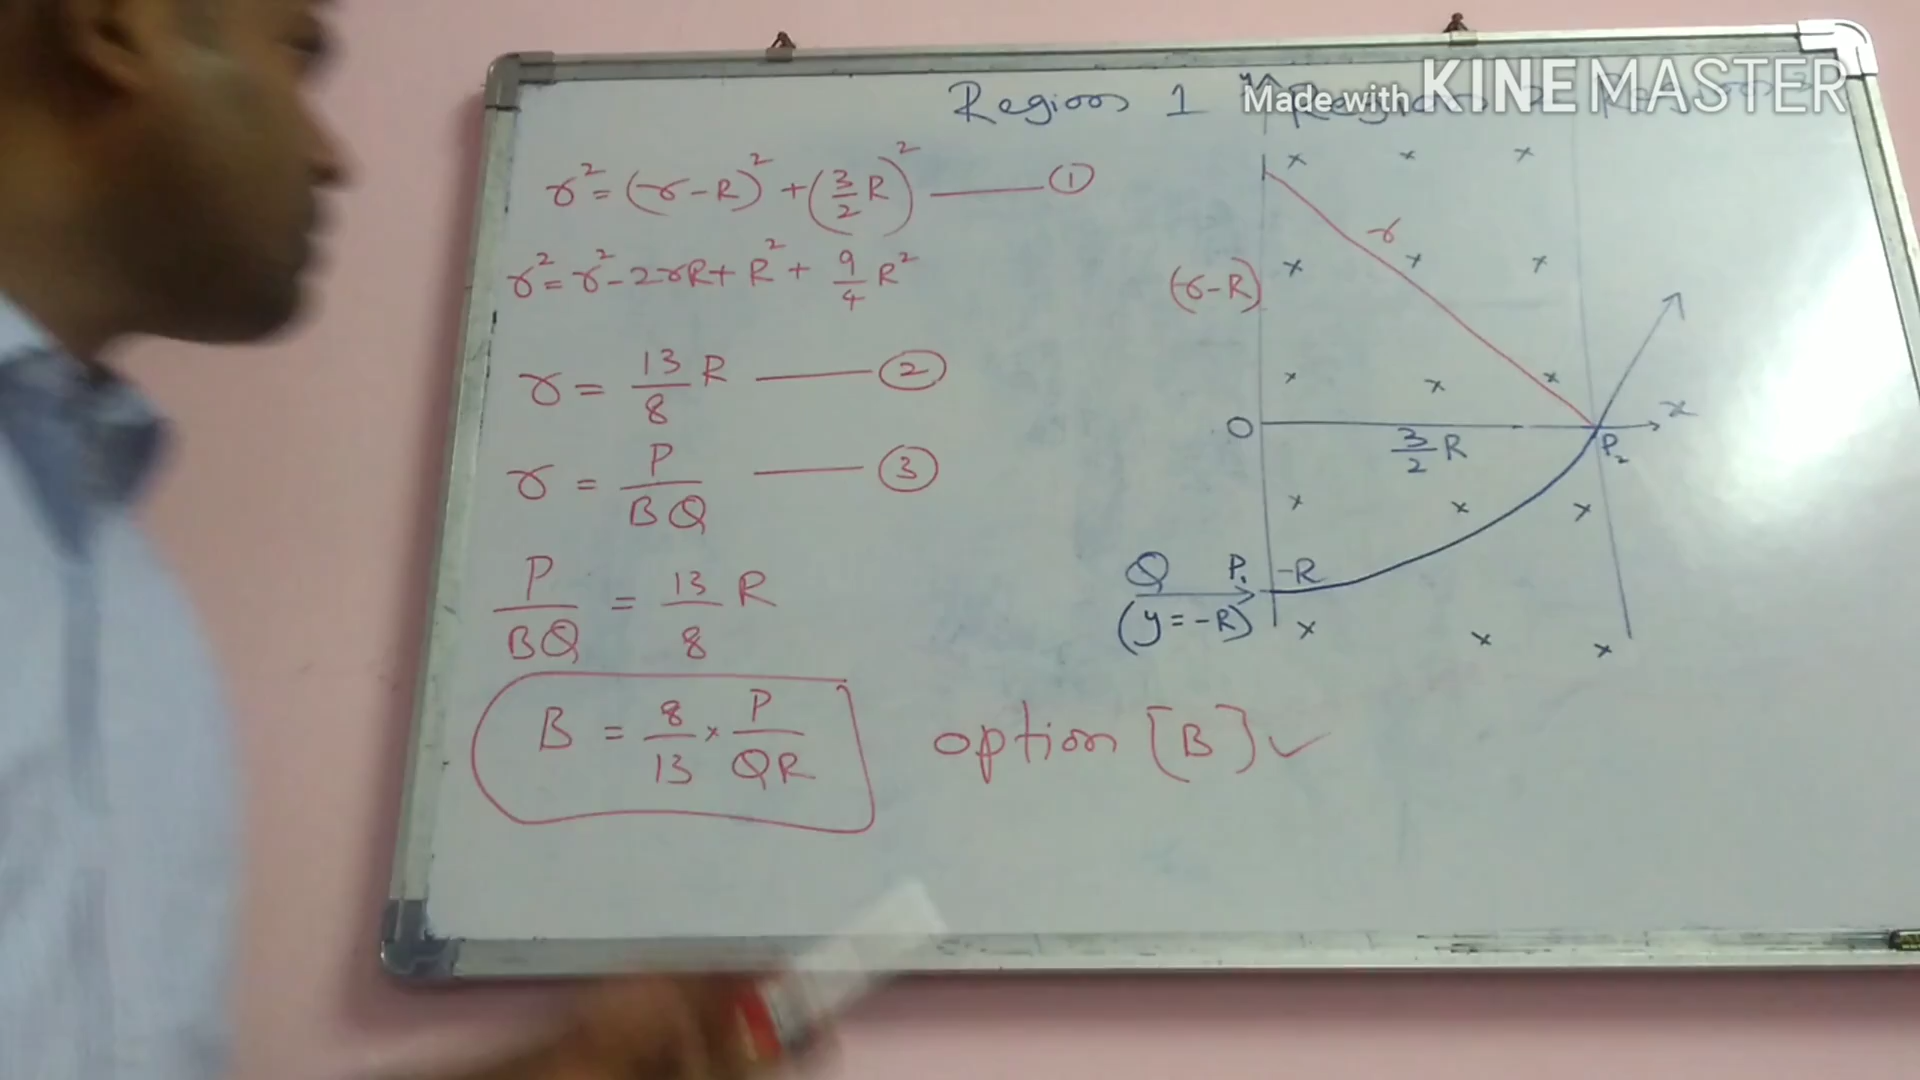 Region 1
Made with KINEMASTER
r² = (r-R)² + (3/2 R)² ——— ①
r² = r² - 2rR + R² + 9/4 R²
r = 13/8 R ——— ②
r = P/BQ ——— ③
P/BQ = 13/8 R
B = 8/13 × P/QR
option [B] ✓
y
r
(r-R)
O
3/2 R
x
P₂
Q
P₁
-R
(y = -R)